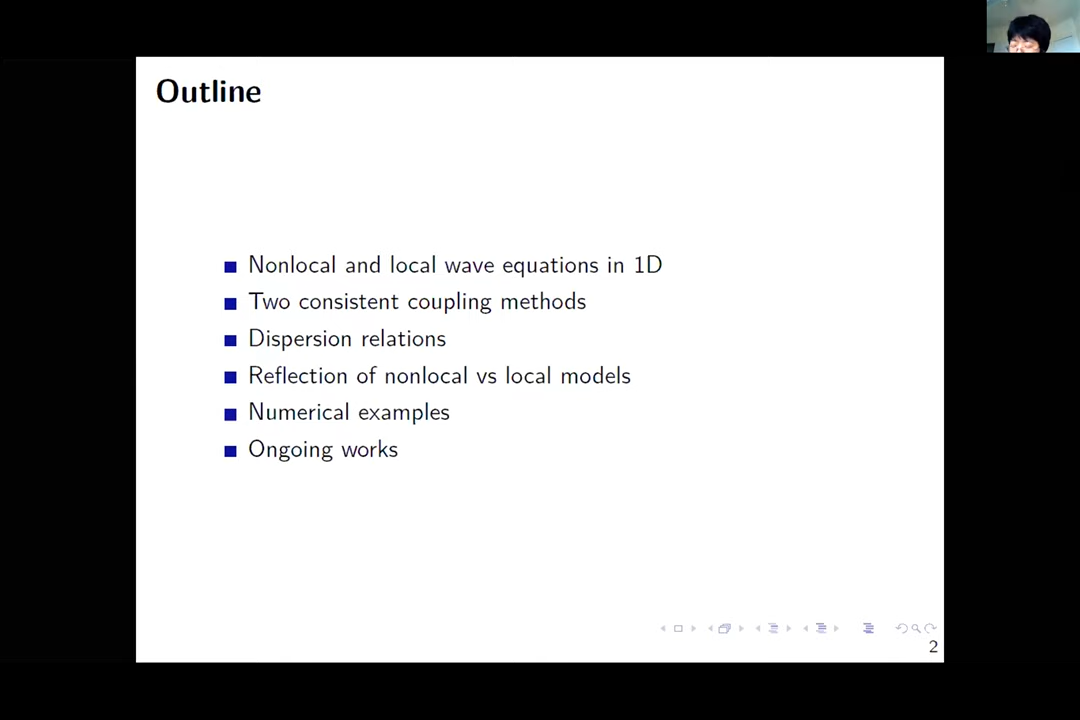 Outline
Nonlocal and local wave equations in 1D
Two consistent coupling methods
Dispersion relations
Reflection of nonlocal vs local models
Numerical examples
Ongoing works
2